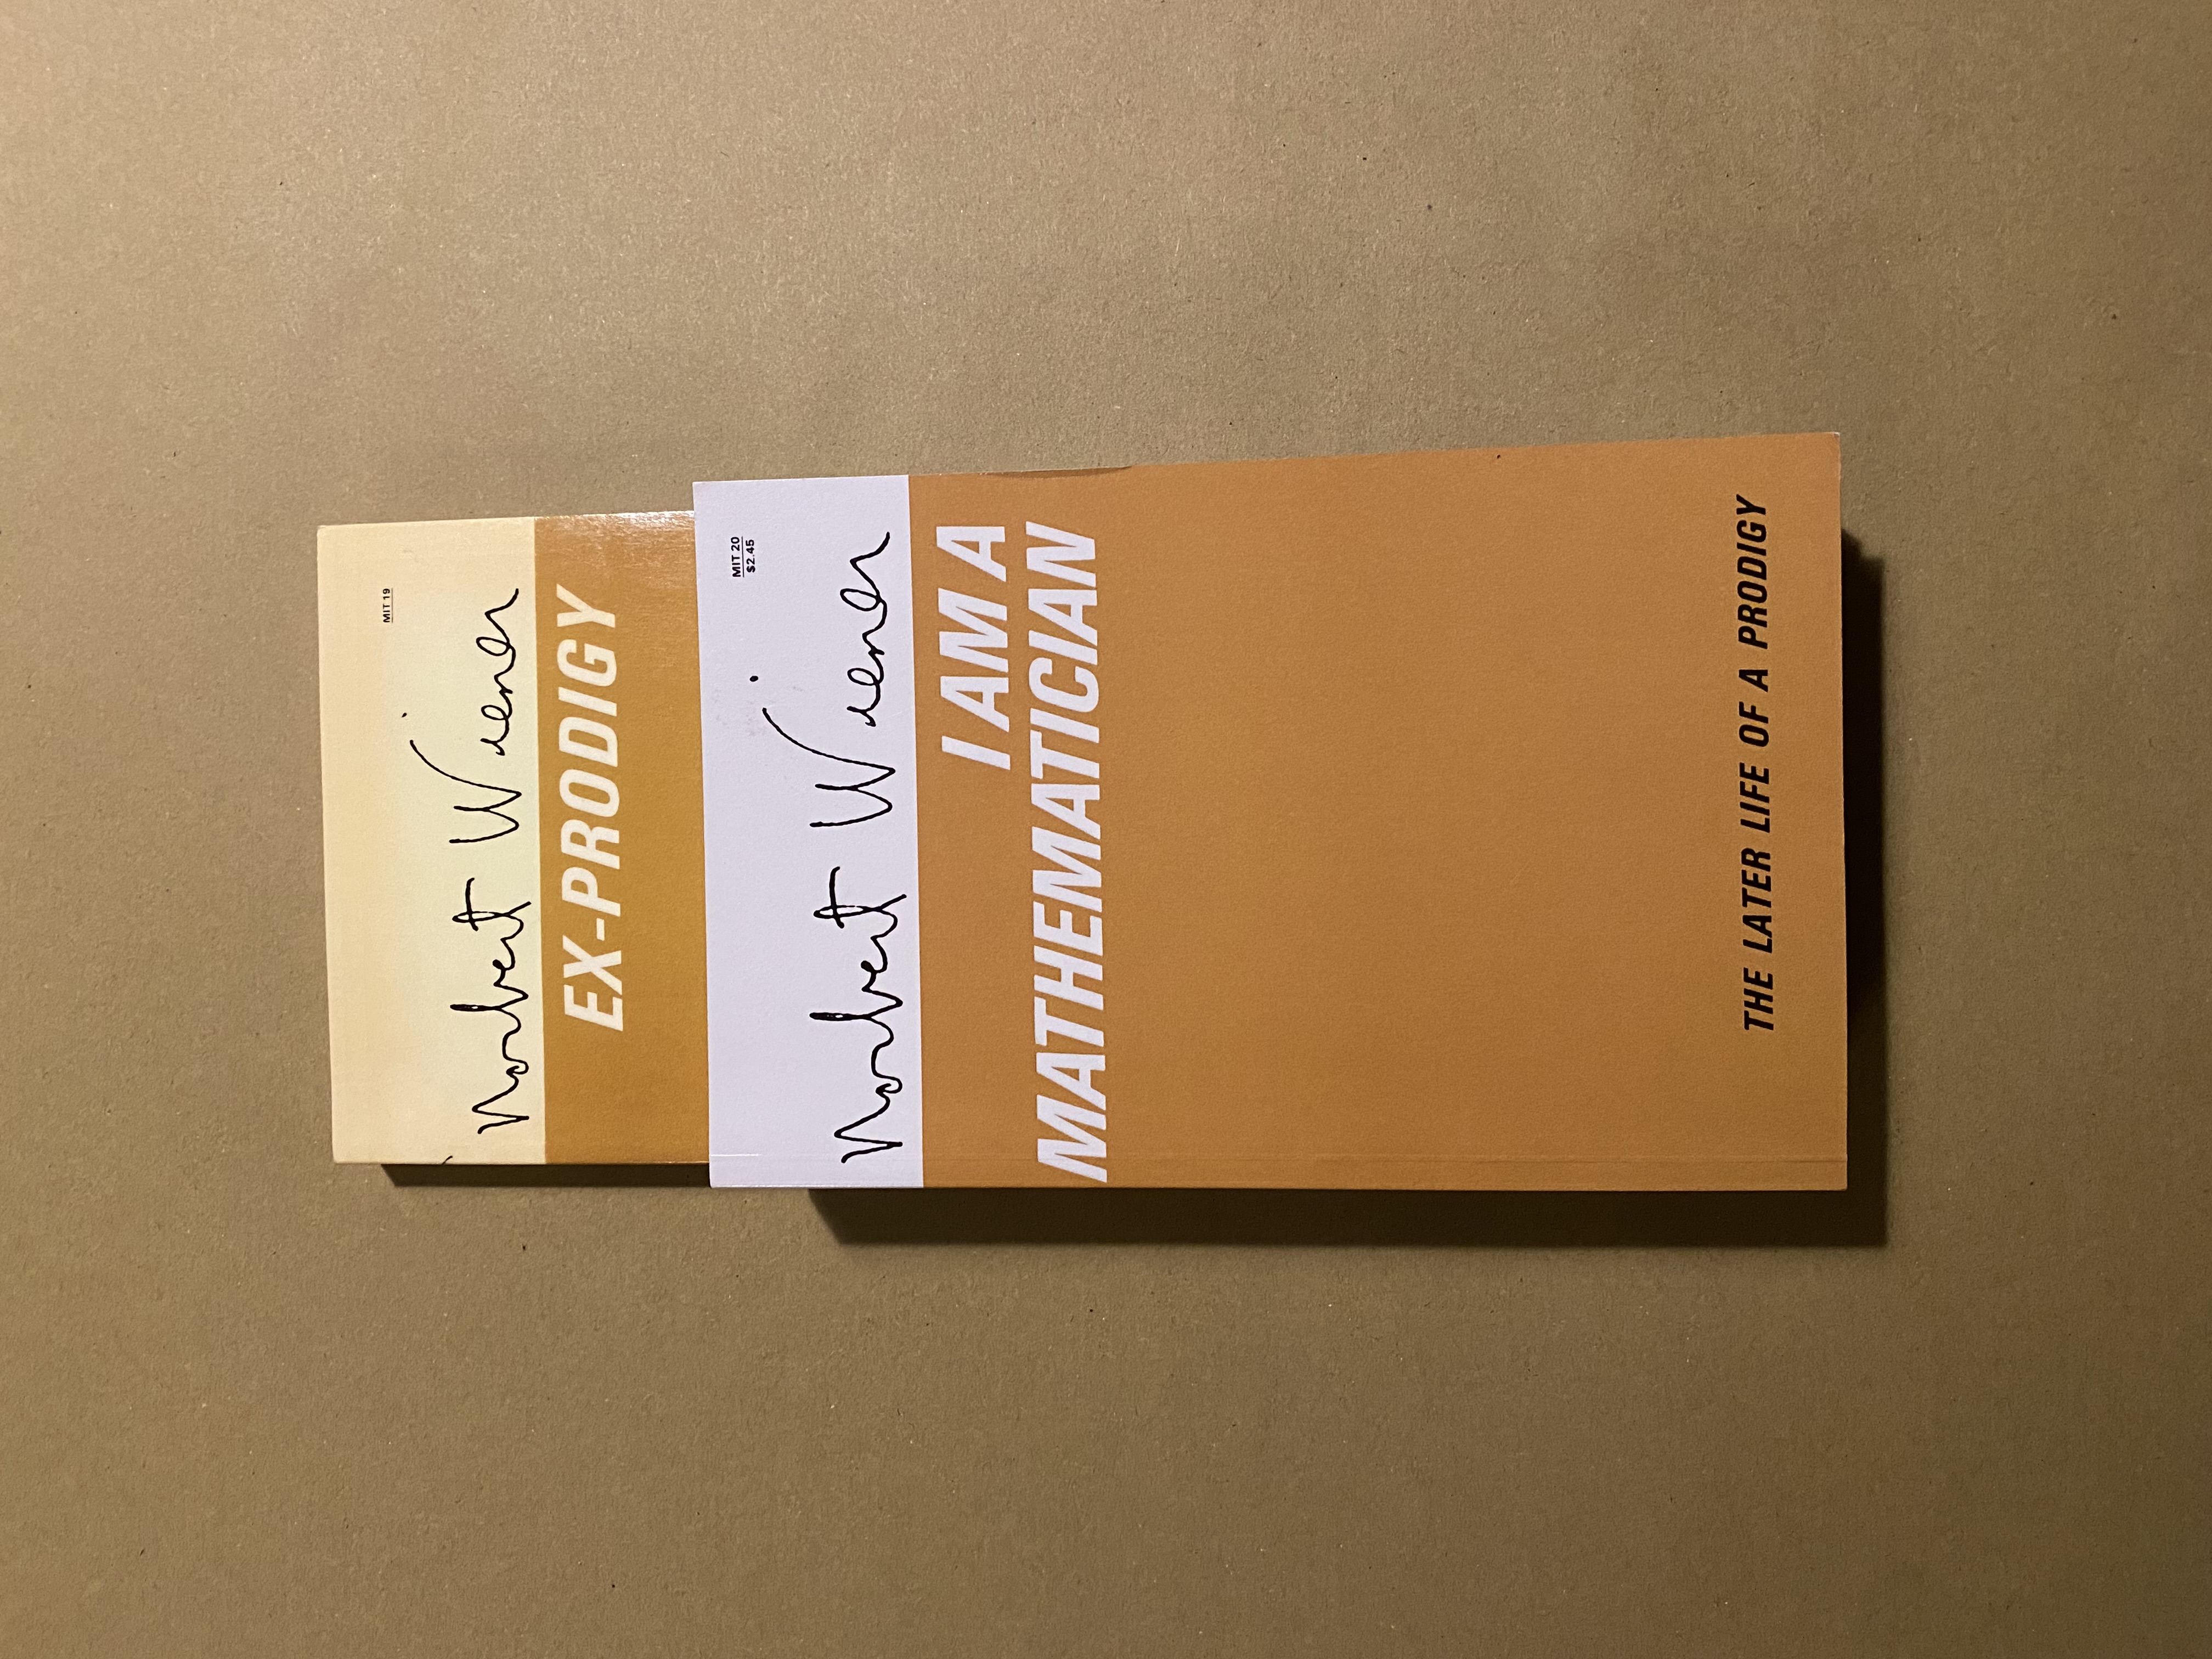 MIT 19
Norbert Wiener
EX-PRODIGY
MIT 20
$2.45
Norbert Wiener
I AM A
MATHEMATICIAN
THE LATER LIFE OF A PRODIGY